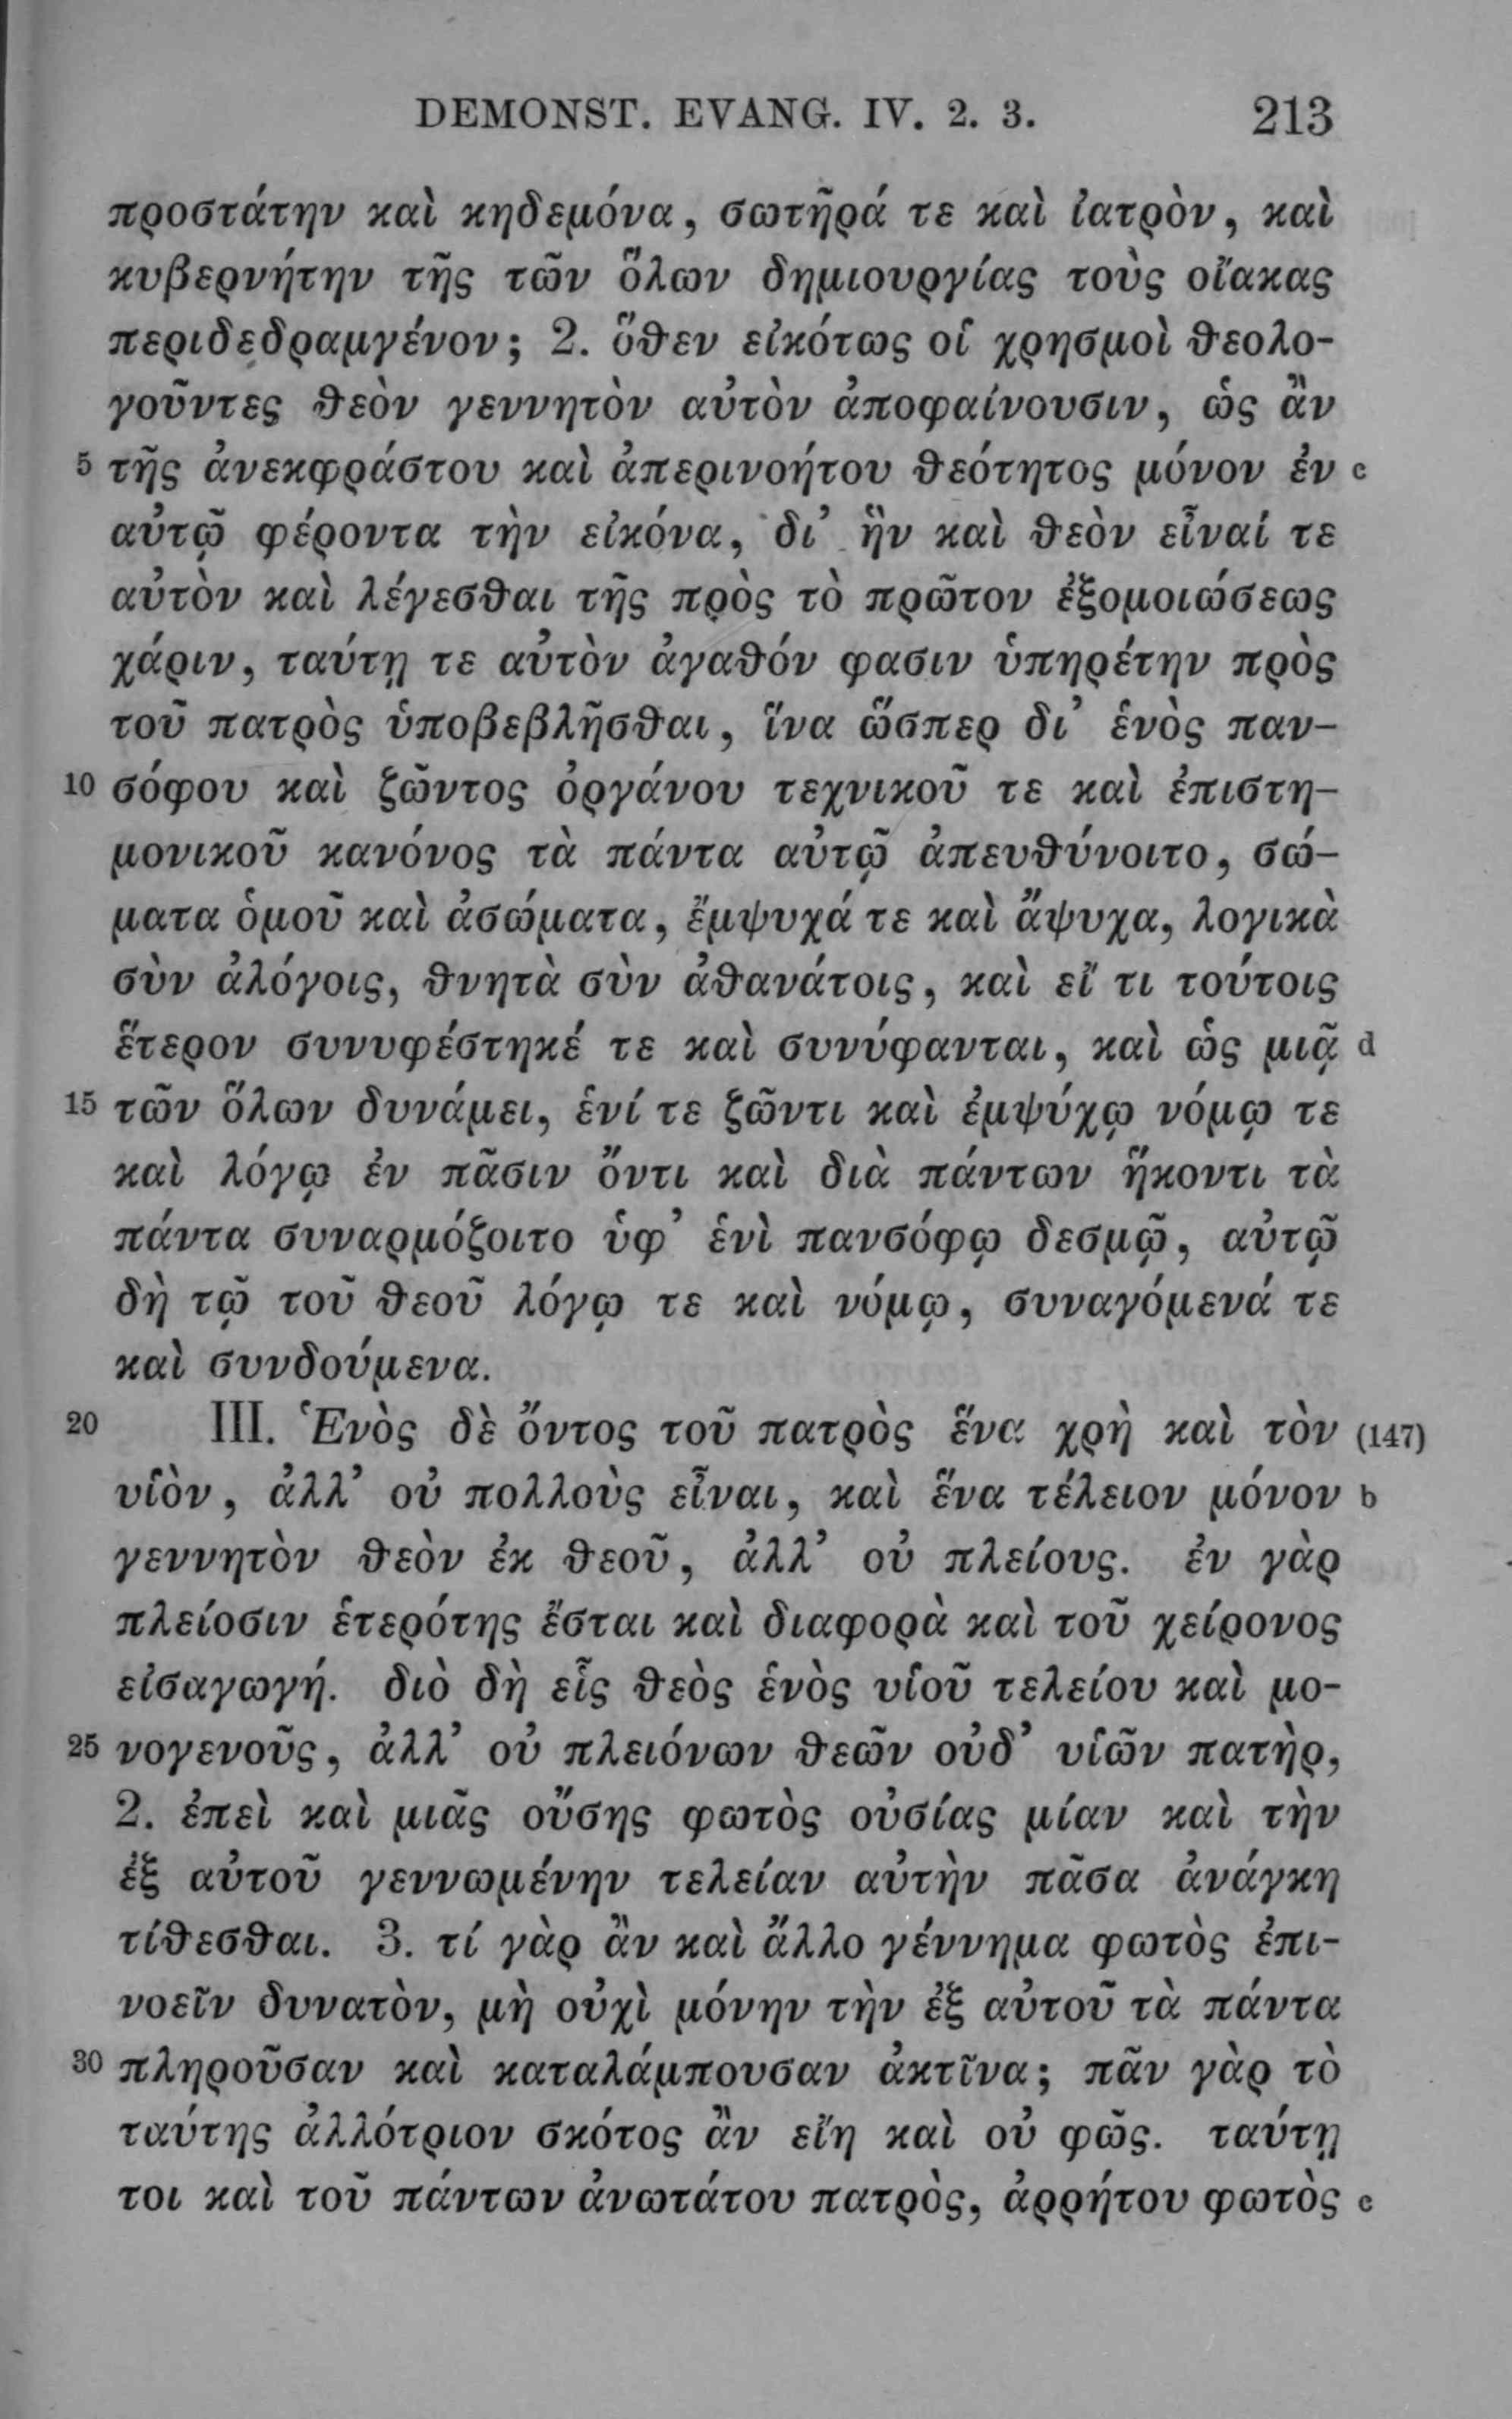 DEMONST. EVANG. IV. 2. 3. 213
προστάτην καὶ κηδεμόνα, σωτῆρά τε καὶ ἰατρὸν, καὶ
κυβερνήτην τῆς τῶν ὅλων δημιουργίας τοὺς οἴακας
περιδεδραμγένον; 2. ὅθεν εἰκότως οἱ χρησμοὶ θεολο-
γοῦντες θεὸν γεννητὸν αὐτὸν ἀποφαίνουσιν, ὡς ἂν
5 τῆς ἀνεκφράστου καὶ ἀπερινοήτου θεότητος μόνον ἐν c
αὐτῷ φέροντα τὴν εἰκόνα, δι’ ἣν καὶ θεὸν εἶναί τε
αὐτὸν καὶ λέγεσθαι τῆς πρὸς τὸ πρῶτον ἐξομοιώσεως
χάριν, ταύτῃ τε αὐτὸν ἀγαθόν φασιν ὑπηρέτην πρὸς
τοῦ πατρὸς ὑποβεβλῆσθαι, ἵνα ὥσπερ δι’ ἑνὸς παν-
10 σόφου καὶ ζῶντος ὀργάνου τεχνικοῦ τε καὶ ἐπιστη-
μονικοῦ κανόνος τὰ πάντα αὐτῷ ἀπευθύνοιτο, σώ-
ματα ὁμοῦ καὶ ἀσώματα, ἔμψυχά τε καὶ ἄψυχα, λογικὰ
σὺν ἀλόγοις, θνητὰ σὺν ἀθανάτοις, καὶ εἴ τι τούτοις
ἕτερον συνυφέστηκέ τε καὶ συνύφανται, καὶ ὡς μιᾷ d
15 τῶν ὅλων δυνάμει, ἑνί τε ζῶντι καὶ ἐμψύχῳ νόμῳ τε
καὶ λόγῳ ἐν πᾶσιν ὄντι καὶ διὰ πάντων ἥκοντι τὰ
πάντα συναρμόζοιτο ὑφ’ ἑνὶ πανσόφῳ δεσμῷ, αὐτῷ
δὴ τῷ τοῦ θεοῦ λόγῳ τε καὶ νόμῳ, συναγόμενά τε
καὶ συνδούμενα.
20 III. Ἑνὸς δὲ ὄντος τοῦ πατρὸς ἕνα χρὴ καὶ τὸν (147)
υἱὸν, ἀλλ’ οὐ πολλοὺς εἶναι, καὶ ἕνα τέλειον μόνον b
γεννητὸν θεὸν ἐκ θεοῦ, ἀλλ’ οὐ πλείους. ἐν γὰρ
πλείοσιν ἑτερότης ἔσται καὶ διαφορὰ καὶ τοῦ χείρονος
εἰσαγωγή. διὸ δὴ εἷς θεὸς ἑνὸς υἱοῦ τελείου καὶ μο-
25 νογενοῦς, ἀλλ’ οὐ πλειόνων θεῶν οὐδ’ υἱῶν πατὴρ,
2. ἐπεὶ καὶ μιᾶς οὔσης φωτὸς οὐσίας μίαν καὶ τὴν
ἐξ αὐτοῦ γεννωμένην τελείαν αὐτὴν πᾶσα ἀνάγκη
τίθεσθαι. 3. τί γὰρ ἂν καὶ ἄλλο γέννημα φωτὸς ἐπι-
νοεῖν δυνατὸν, μὴ οὐχὶ μόνην τὴν ἐξ αὐτοῦ τὰ πάντα
30 πληροῦσαν καὶ καταλάμπουσαν ἀκτῖνα; πᾶν γὰρ τὸ
ταύτης ἀλλότριον σκότος ἂν εἴη καὶ οὐ φῶς. ταύτῃ
τοι καὶ τοῦ πάντων ἀνωτάτου πατρὸς, ἀρρήτου φωτὸς c